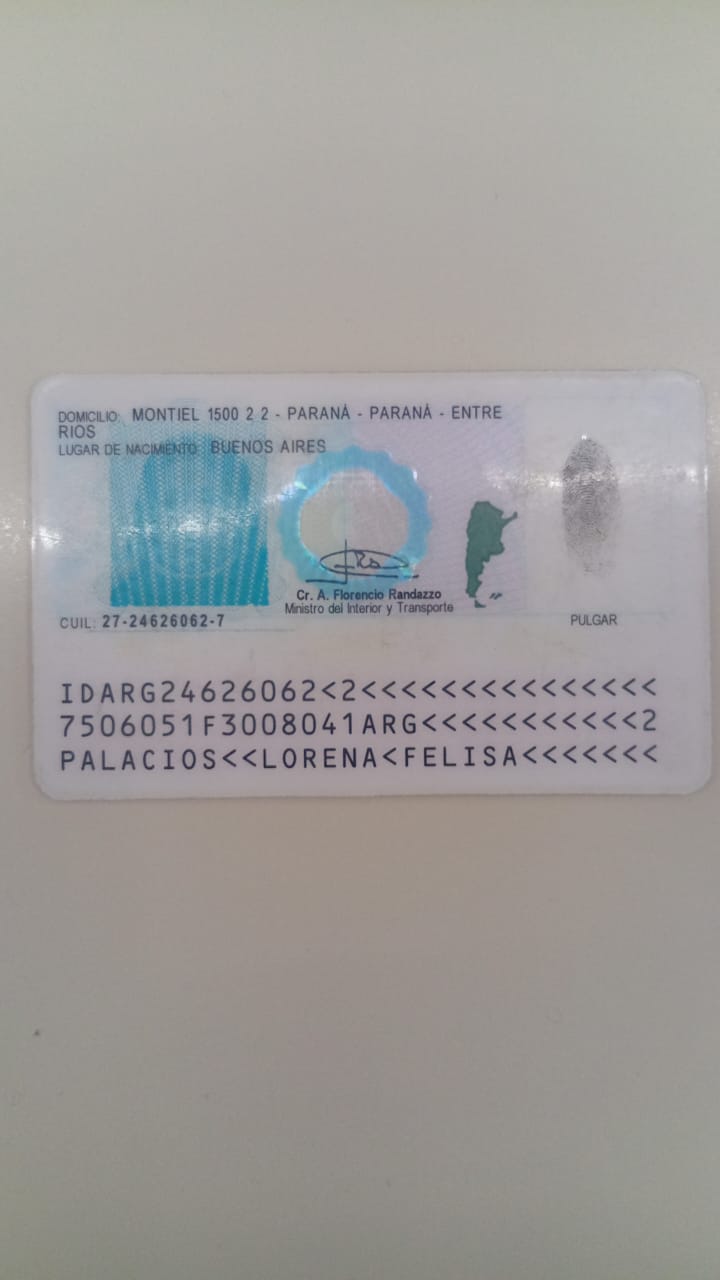 DOMICILIO: MONTIEL 1500 2 2 - PARANÁ - PARANÁ - ENTRE
RIOS
LUGAR DE NACIMIENTO: BUENOS AIRES
Cr. A. Florencio Randazzo
Ministro del Interior y Transporte
CUIL: 27-24626062-7
PULGAR
IDARG24626062<2<<<<<<<<<<<<<<<
7506051F3008041ARG<<<<<<<<<<<2
PALACIOS<<LORENA<FELISA<<<<<<<